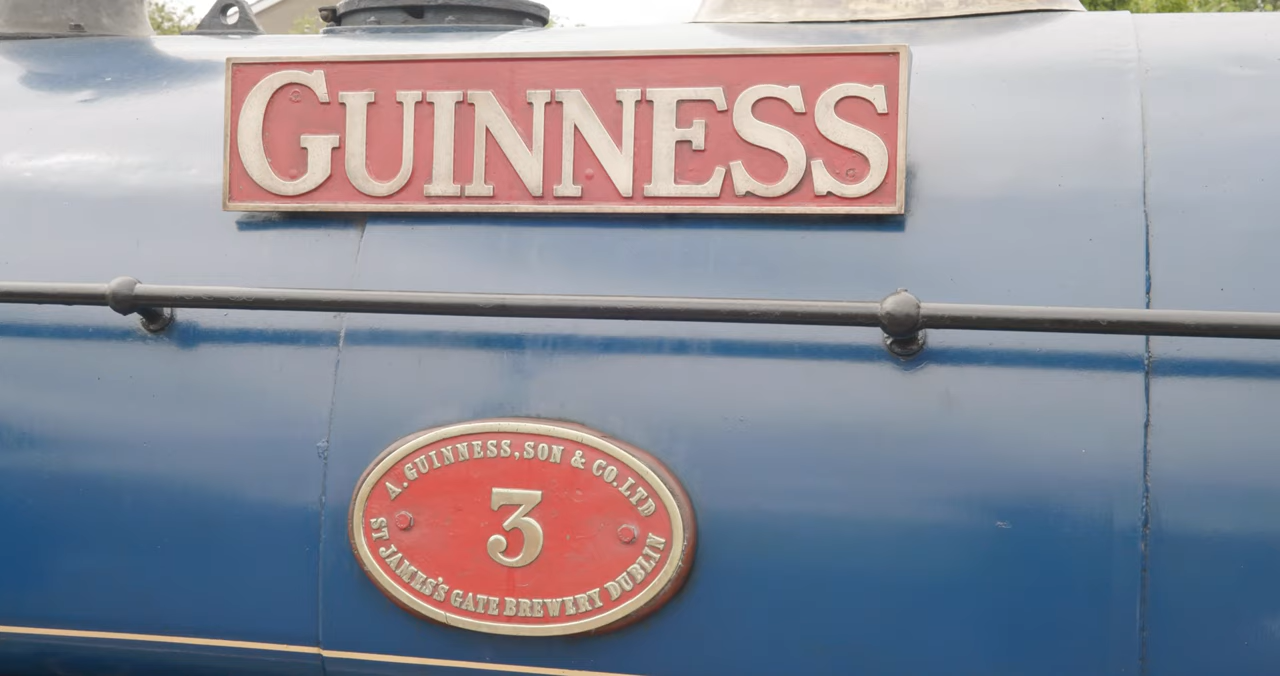 GUINNESS
A. GUINNESS, SON & CO. LTD
3
ST JAMES'S GATE BREWERY DUBLIN